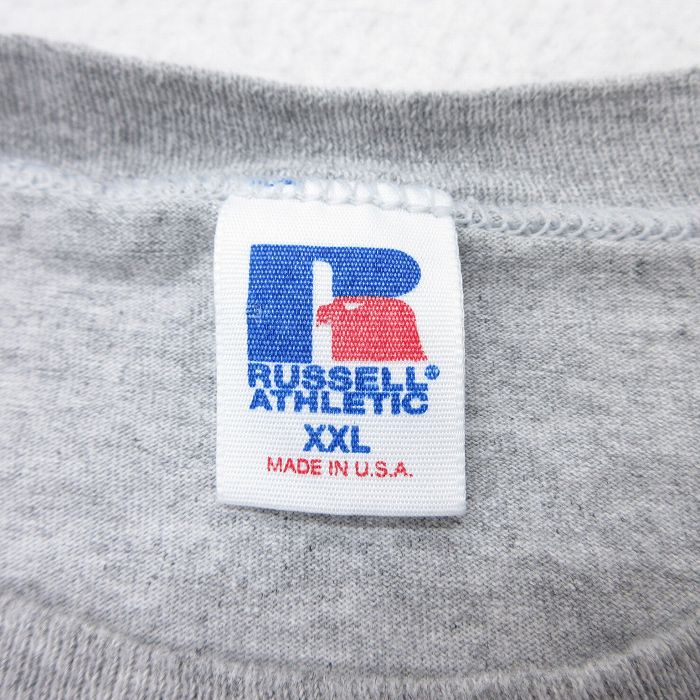 R
RUSSELL®
ATHLETIC
XXL
MADE IN U.S.A.